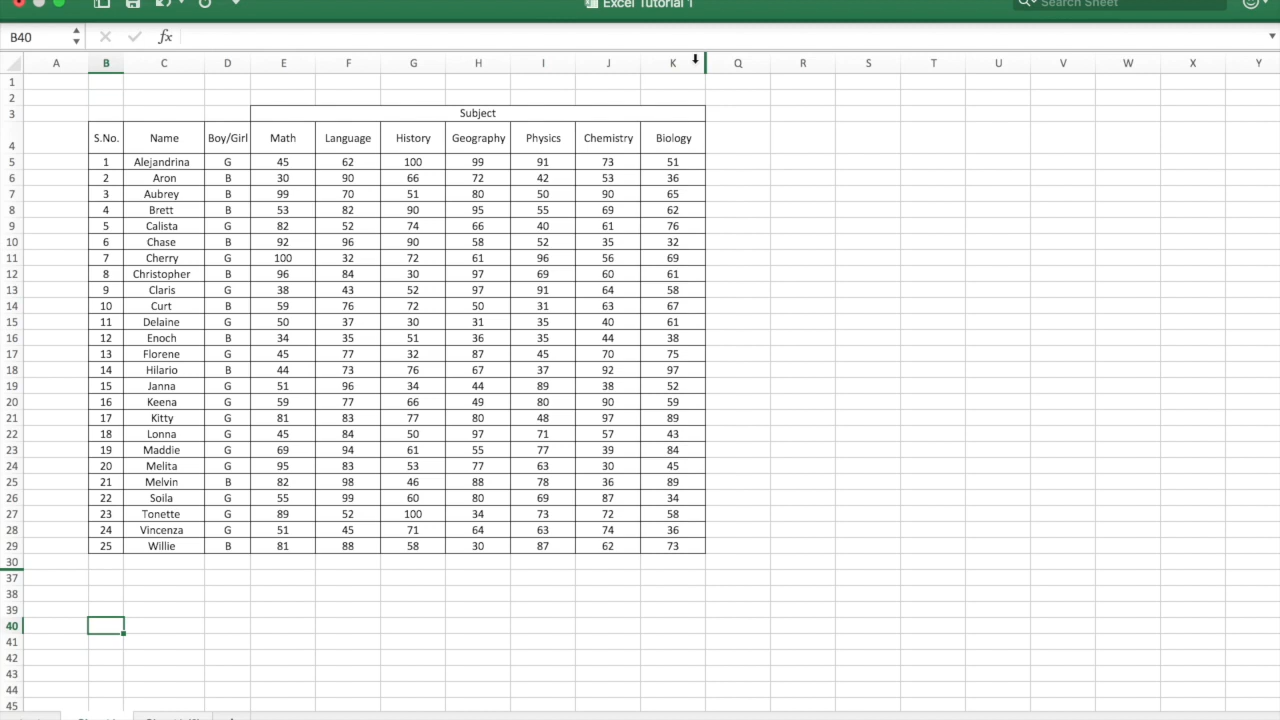 Excel Tutorial 1
Search Sheet
B40
fx
A B C D E F G H I J K Q R S T U V W X Y
1
2
3 Subject
4 S.No. Name Boy/Girl Math Language History Geography Physics Chemistry Biology
5 1 Alejandrina G 45 62 100 99 91 73 51
6 2 Aron B 30 90 66 72 42 53 36
7 3 Aubrey B 99 70 51 80 50 90 65
8 4 Brett B 53 82 90 95 55 69 62
9 5 Calista G 82 52 74 66 40 61 76
10 6 Chase B 92 96 90 58 52 35 32
11 7 Cherry G 100 32 72 61 96 56 69
12 8 Christopher B 96 84 30 97 69 60 61
13 9 Claris G 38 43 52 97 91 64 58
14 10 Curt B 59 76 72 50 31 63 67
15 11 Delaine G 50 37 30 31 35 40 61
16 12 Enoch B 34 35 51 36 35 44 38
17 13 Florene G 45 77 32 87 45 70 75
18 14 Hilario B 44 73 76 67 37 92 97
19 15 Janna G 51 96 34 44 89 38 52
20 16 Keena G 59 77 66 49 80 90 59
21 17 Kitty G 81 83 77 80 48 97 89
22 18 Lonna G 45 84 50 97 71 57 43
23 19 Maddie G 69 94 61 55 77 39 84
24 20 Melita G 95 83 53 77 63 30 45
25 21 Melvin B 82 98 46 88 78 36 89
26 22 Soila G 55 99 60 80 69 87 34
27 23 Tonette G 89 52 100 34 73 72 58
28 24 Vincenza G 51 45 71 64 63 74 36
29 25 Willie B 81 88 58 30 87 62 73
30
37
38
39
40
41
42
43
44
45